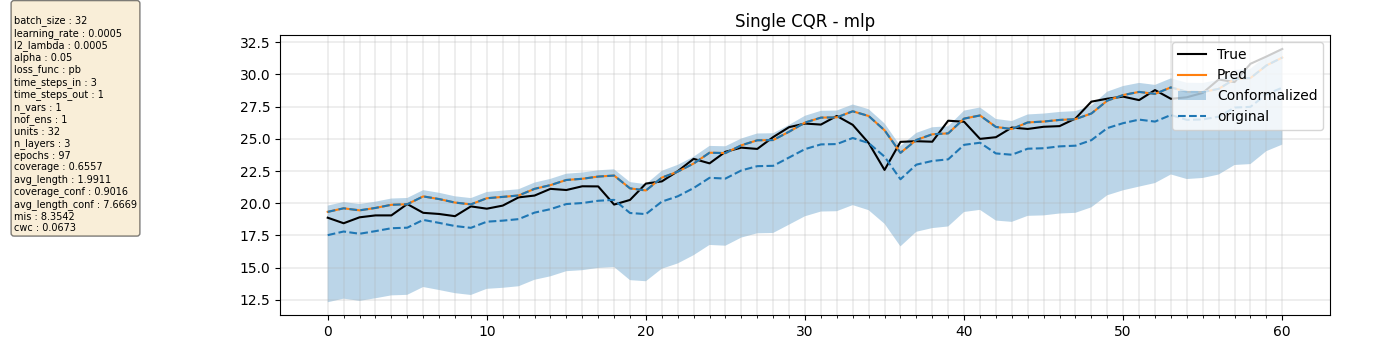 batch_size : 32
learning_rate : 0.0005
l2_lambda : 0.0005
alpha : 0.05
loss_func : pb
time_steps_in : 3
time_steps_out : 1
n_vars : 1
nof_ens : 1
units : 32
n_layers : 3
epochs : 97
coverage : 0.6557
avg_length : 1.9911
coverage_conf : 0.9016
avg_length_conf : 7.6669
mis : 8.3542
cwc : 0.0673
Single CQR - mlp
32.5
30.0
27.5
25.0
22.5
20.0
17.5
15.0
12.5
0 10 20 30 40 50 60
True
Pred
Conformalized
original